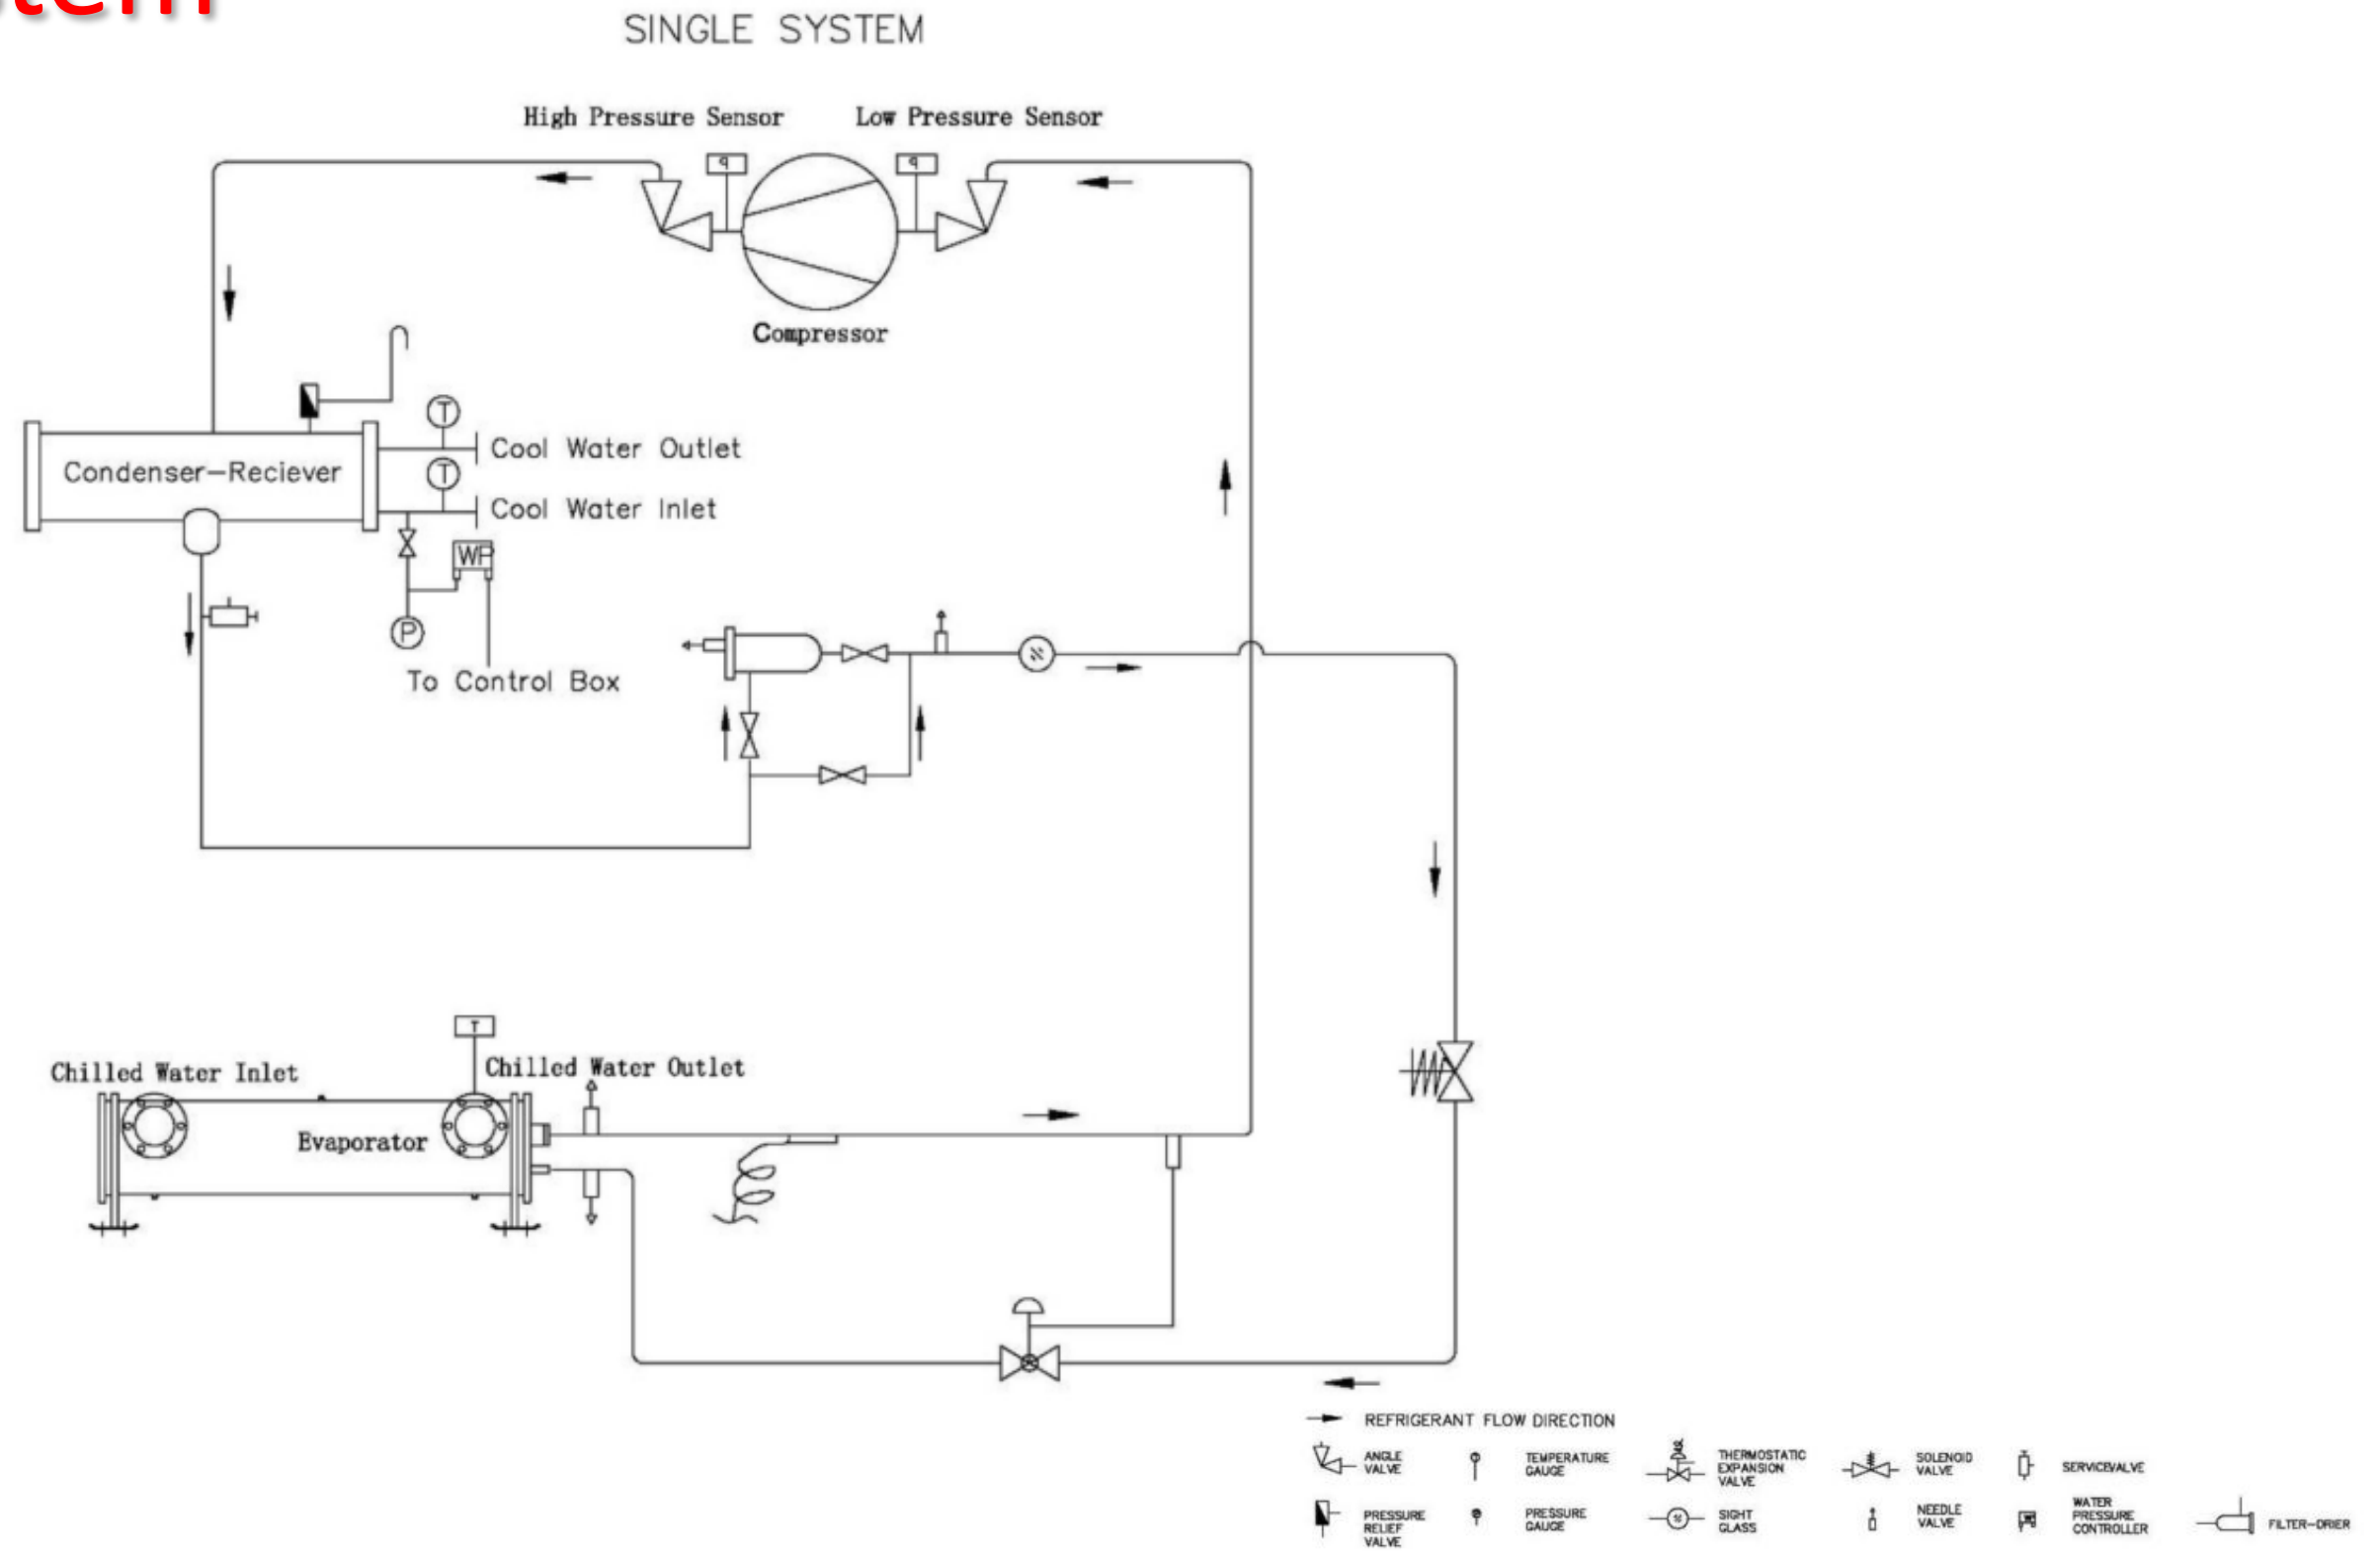 SINGLE SYSTEM
High Pressure Sensor
Low Pressure Sensor
q
q
Compressor
T
Cool Water Outlet
Condenser-Reciever
T
Cool Water Inlet
WP
P
To Control Box
T
Chilled Water Inlet
Chilled Water Outlet
Evaporator
REFRIGERANT FLOW DIRECTION
ANGLE
VALVE
TEMPERATURE
GAUGE
THERMOSTATIC
EXPANSION
VALVE
SOLENOID
VALVE
SERVICEVALVE
PRESSURE
RELIEF
VALVE
PRESSURE
GAUGE
SIGHT
GLASS
NEEDLE
VALVE
WATER
PRESSURE
CONTROLLER
FILTER-DRIER